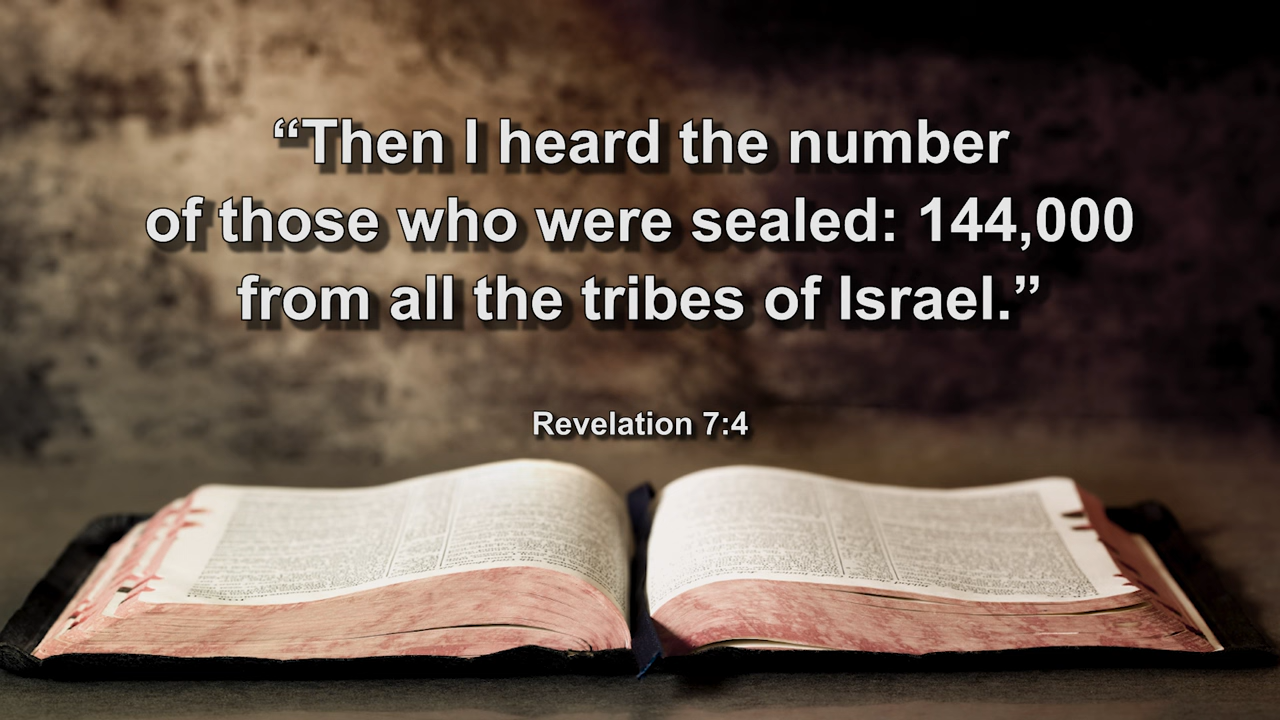 “Then I heard the number
of those who were sealed: 144,000
from all the tribes of Israel.”
Revelation 7:4